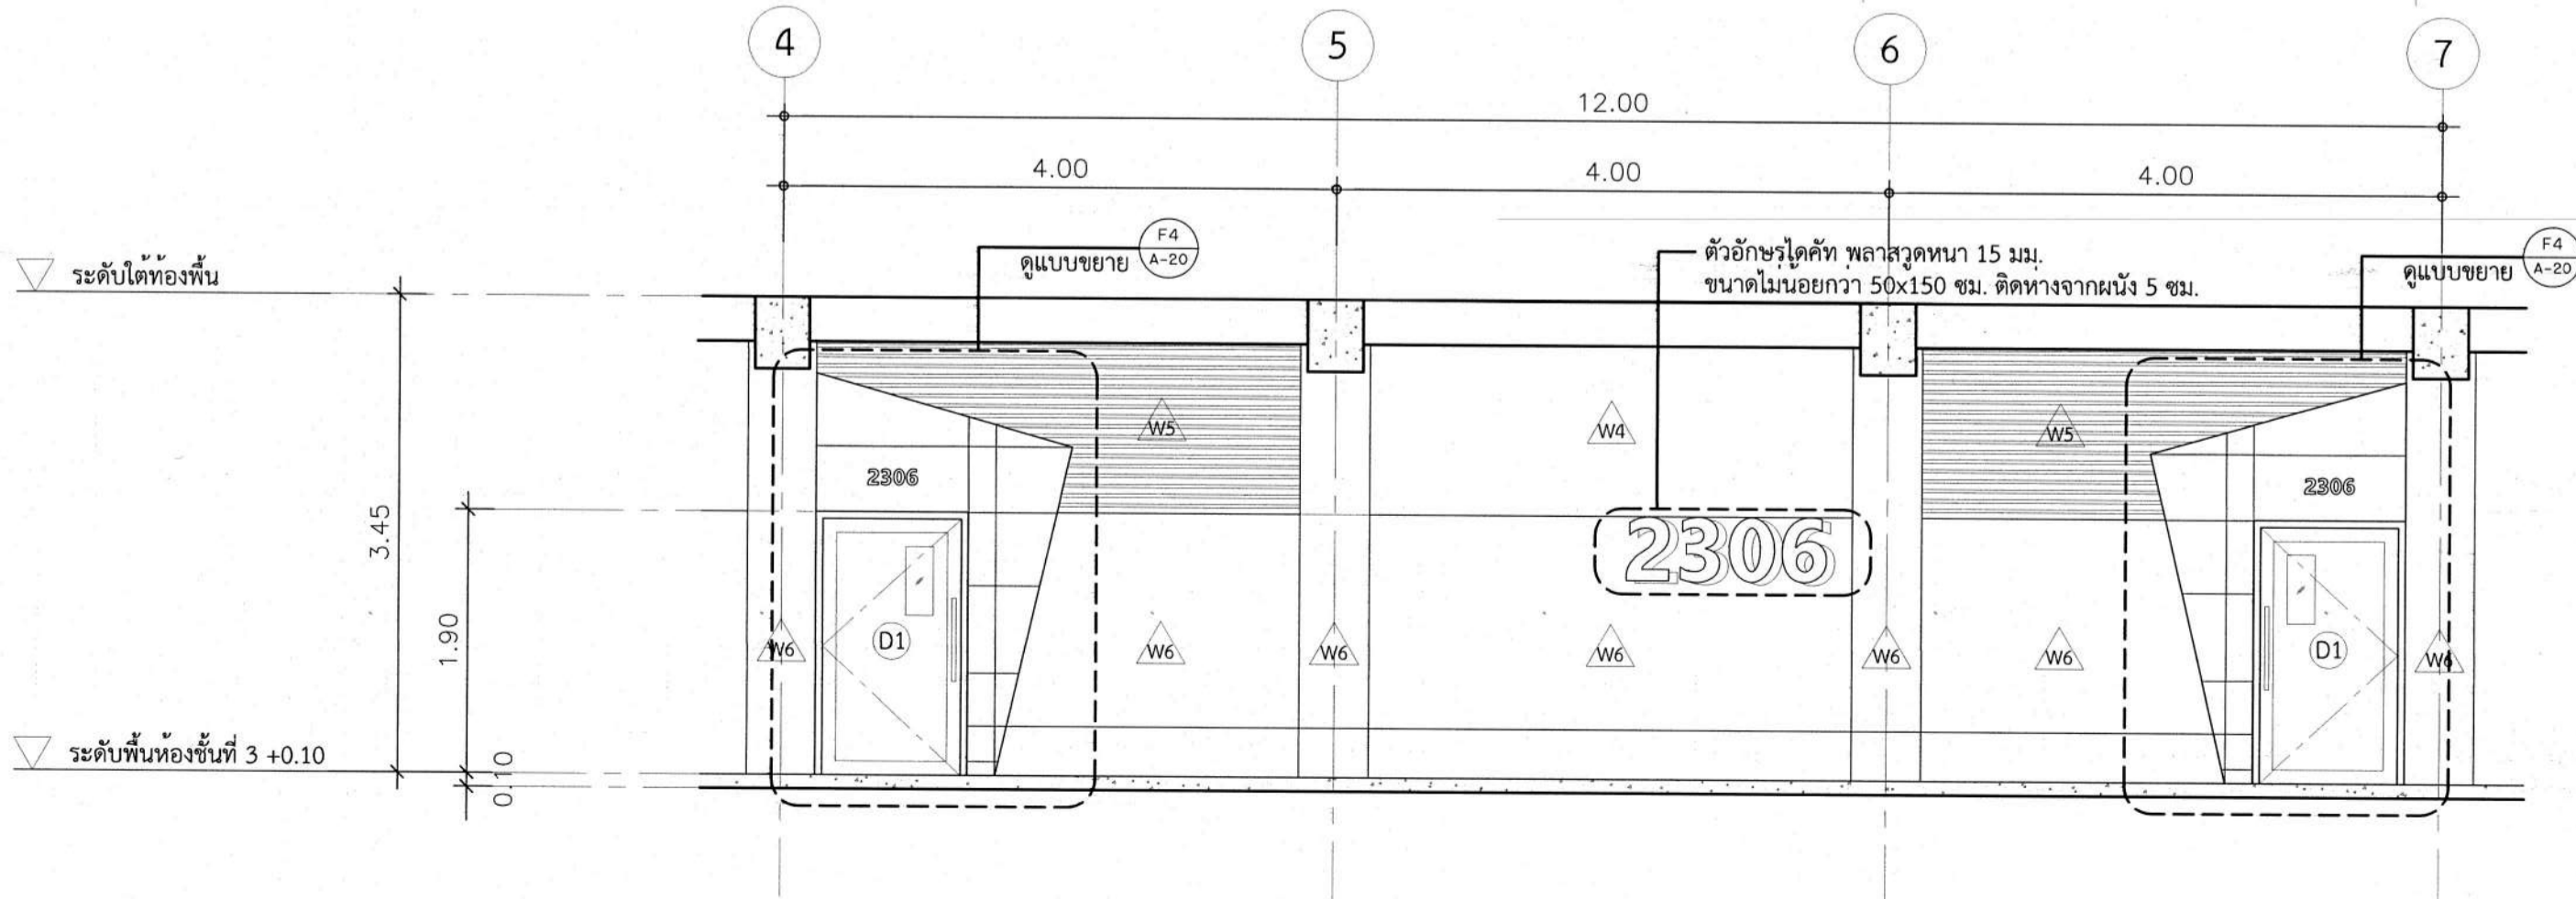 4
5
6
7
12.00
4.00
4.00
4.00
F4
A-20
ดูแบบขยาย
ตัวอักษรไดคัท พลาสวูดหนา 15 มม.
ขนาดไม่น้อยกว่า 50x150 ซม. ติดห่างจากผนัง 5 ซม.
F4
A-20
ดูแบบขยาย
ระดับใต้ท้องพื้น
W5
W4
W5
2306
2306
3.45
1.90
2306
W6
D1
W6
W6
W6
W6
W6
D1
W6
ระดับพื้นห้องชั้นที่ 3 +0.10
0.10